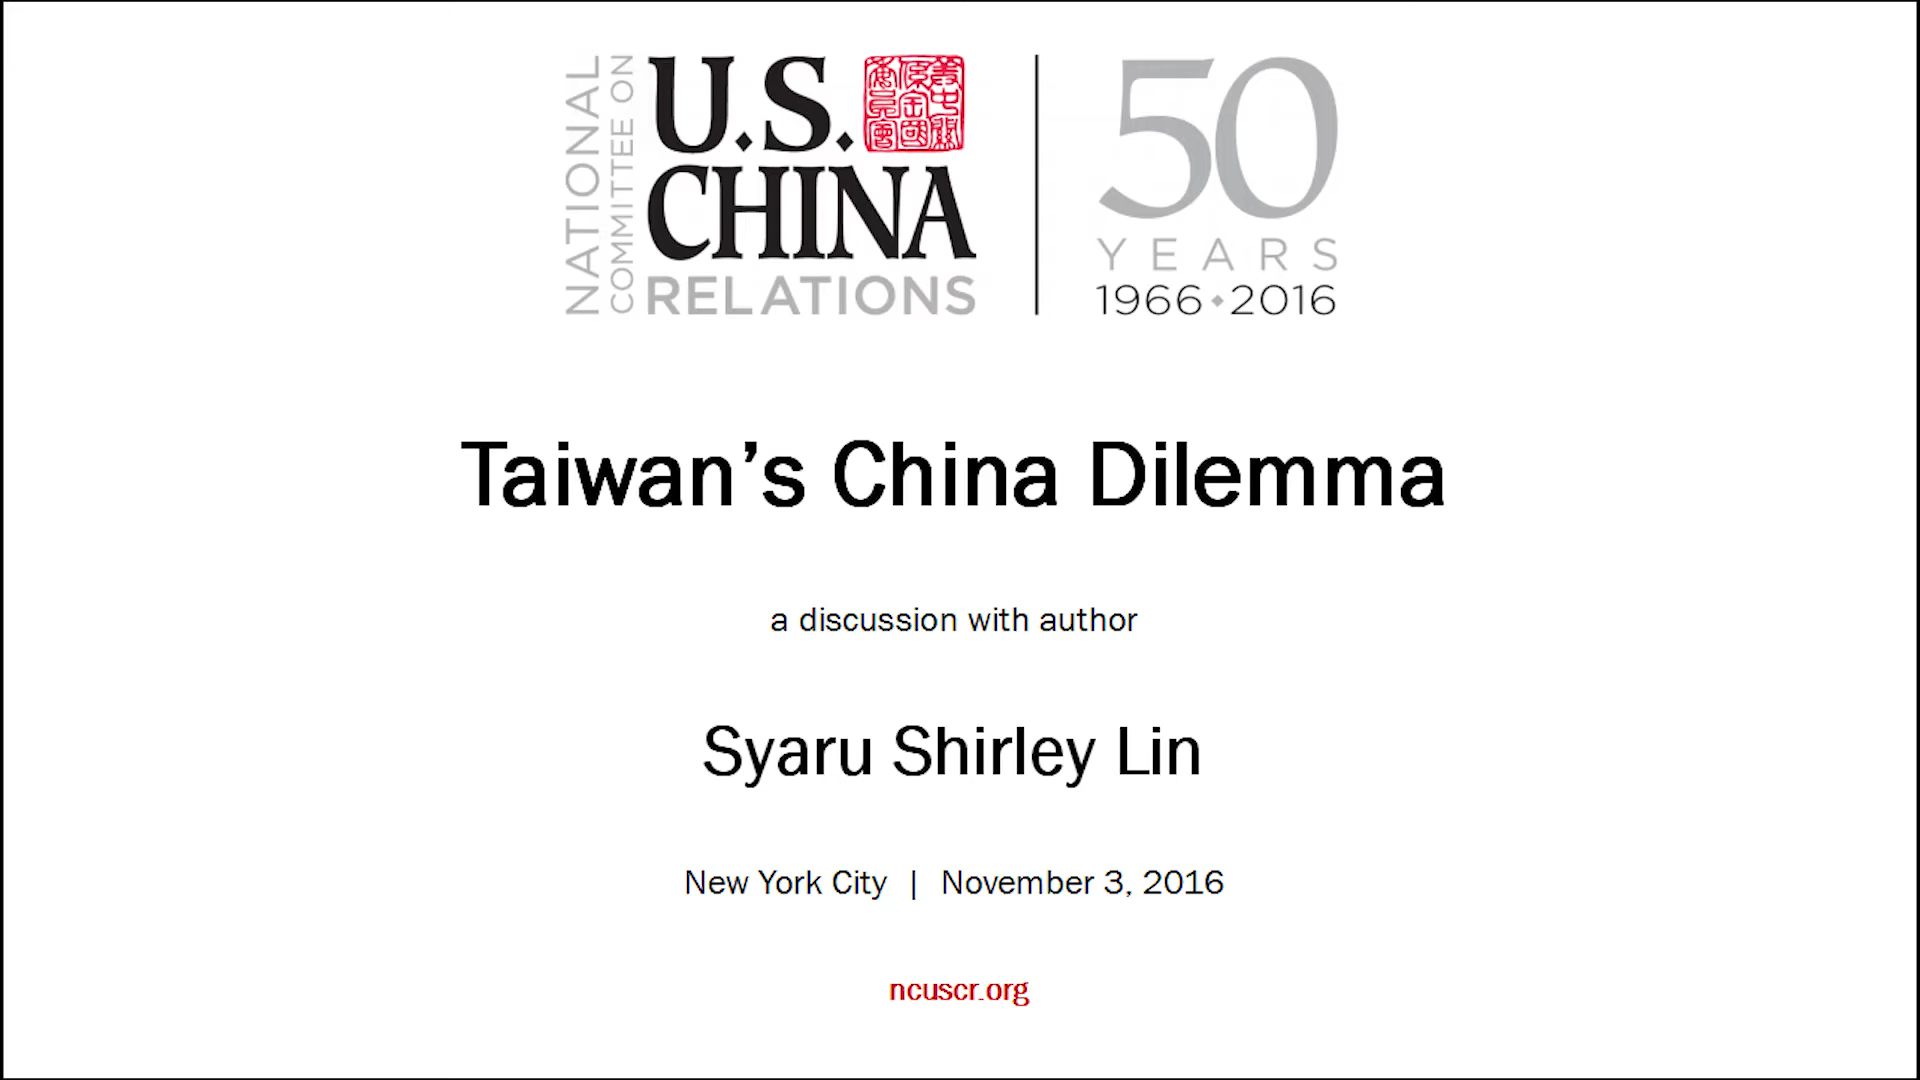 NATIONAL
COMMITTEE ON
U.S.
CHINA
RELATIONS
50
YEARS
1966 • 2016
Taiwan’s China Dilemma
a discussion with author
Syaru Shirley Lin
New York City | November 3, 2016
ncuscr.org